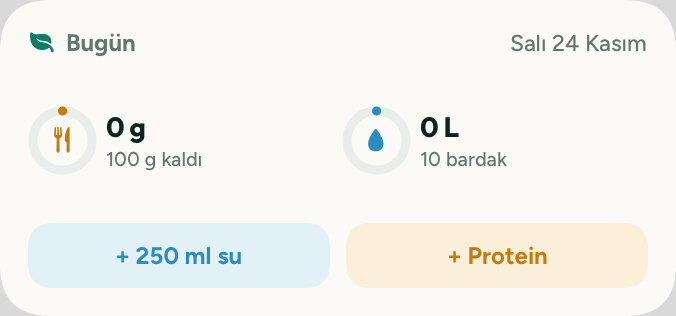 Bugün
Salı 24 Kasım
0 g
100 g kaldı
0 L
10 bardak
+ 250 ml su
+ Protein